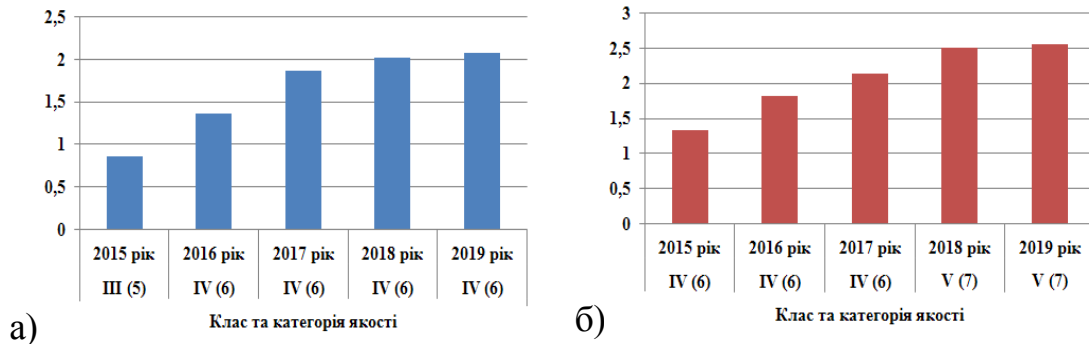 2,5
2
1,5
1
0,5
0
2015 рік 2016 рік 2017 рік 2018 рік 2019 рік
III (5) IV (6) IV (6) IV (6) IV (6)
Клас та категорія якості
а)
3
2,5
2
1,5
1
0,5
0
2015 рік 2016 рік 2017 рік 2018 рік 2019 рік
IV (6) IV (6) IV (6) V (7) V (7)
Клас та категорія якості
б)